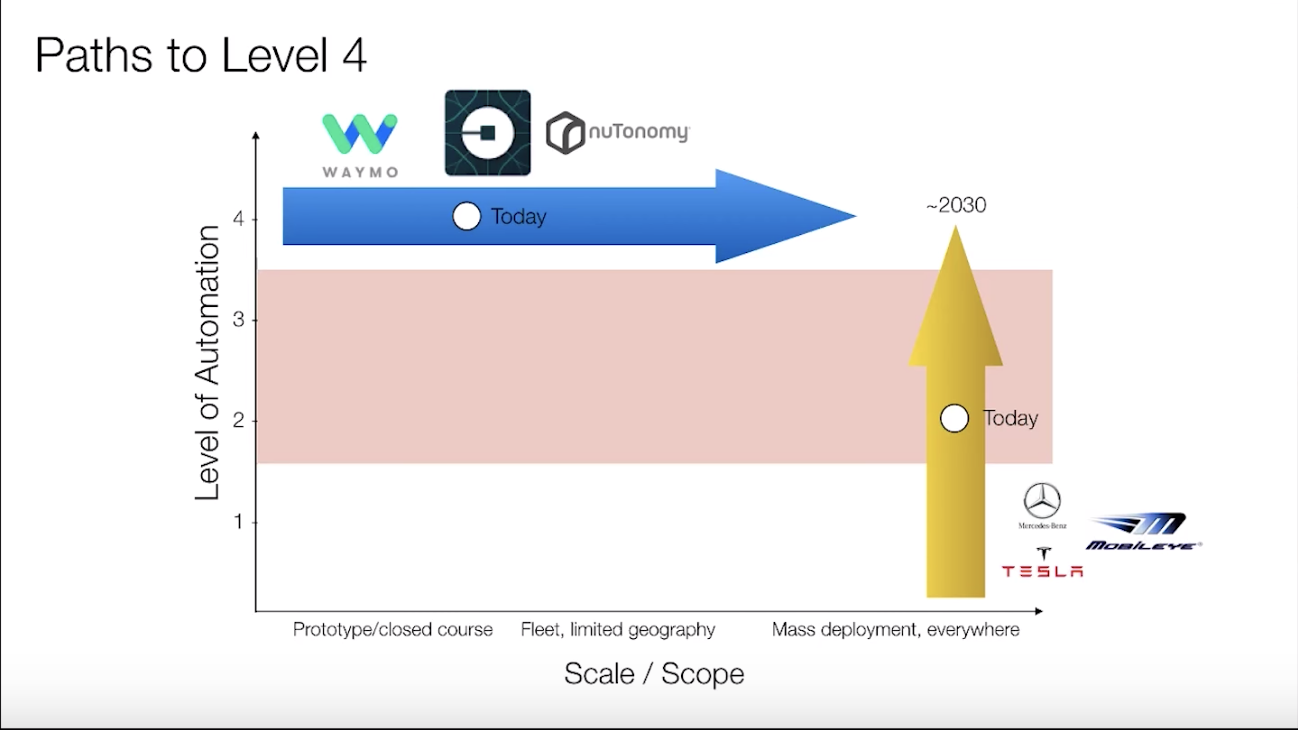 Paths to Level 4
WAYMO
nuTonomy
~2030
4
Today
3
2
Today
1
Level of Automation
Mercedes-Benz
MOBILEYE
TESLA
Prototype/closed course
Fleet, limited geography
Mass deployment, everywhere
Scale / Scope